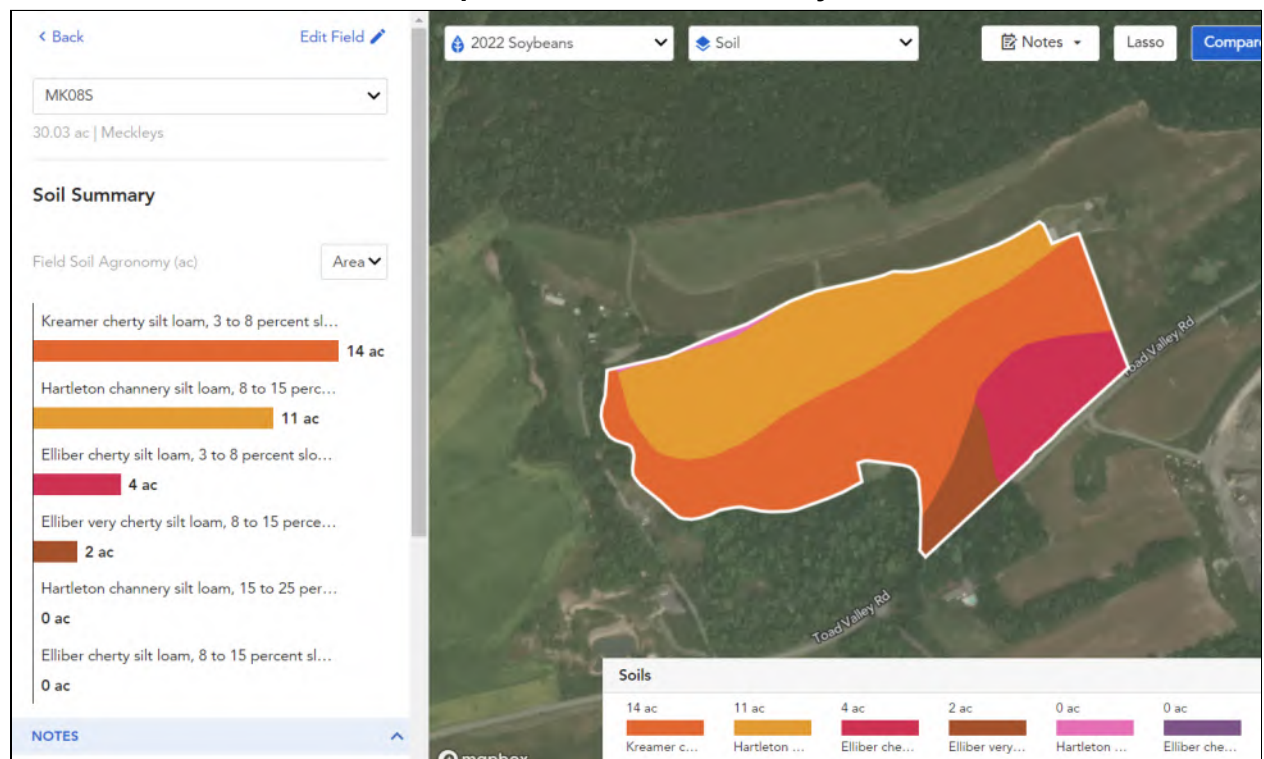 < Back
Edit Field
MK08S
30.03 ac | Meckleys
Soil Summary
Field Soil Agronomy (ac)
Area
Kreamer cherty silt loam, 3 to 8 percent sl...
14 ac
Hartleton channery silt loam, 8 to 15 perc...
11 ac
Elliber cherty silt loam, 3 to 8 percent slo...
4 ac
Elliber very cherty silt loam, 8 to 15 perce...
2 ac
Hartleton channery silt loam, 15 to 25 per...
0 ac
Elliber cherty silt loam, 8 to 15 percent sl...
0 ac
NOTES
2022 Soybeans
Soil
Notes
Lasso
Compare
Toad Valley Rd
Toad Valley Rd
Soils
14 ac 11 ac 4 ac 2 ac 0 ac 0 ac
Kreamer c... Hartleton ... Elliber che... Elliber very... Hartleton ... Elliber che...
mapbox